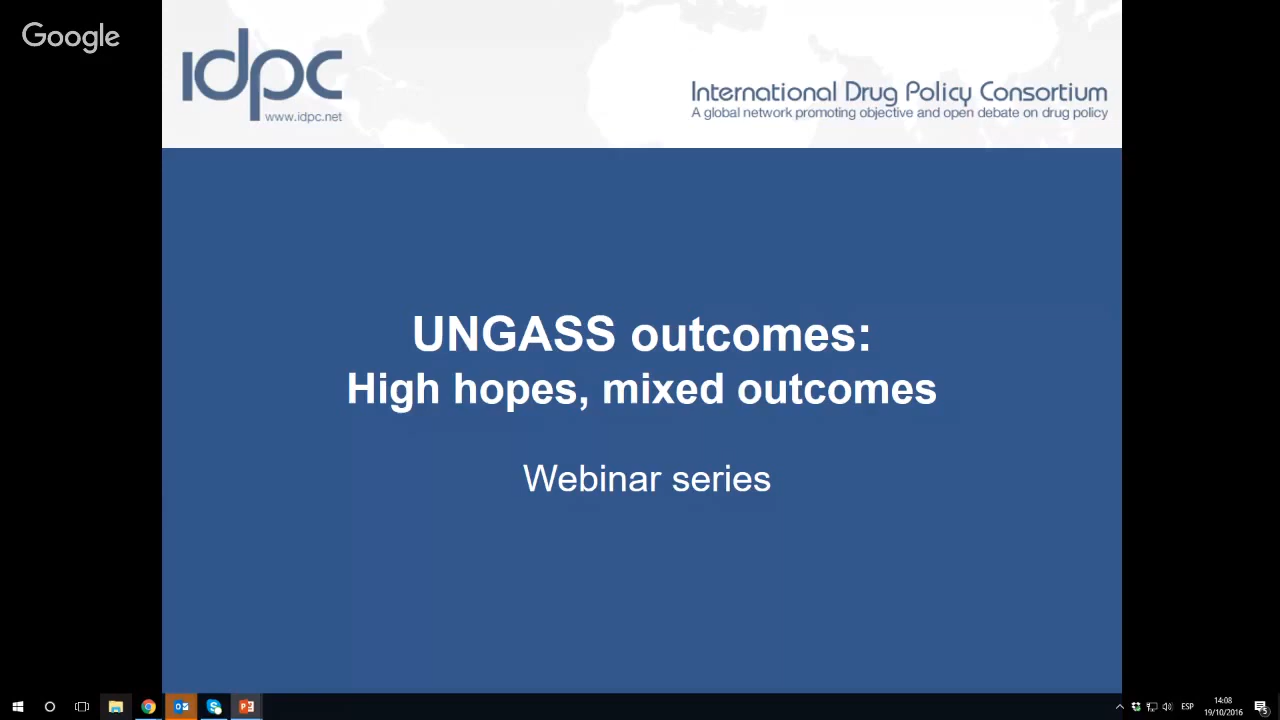 Google
idpc
www.idpc.net
International Drug Policy Consortium
A global network promoting objective and open debate on drug policy
UNGASS outcomes:
High hopes, mixed outcomes
Webinar series
ESP
14:08
19/10/2016
5